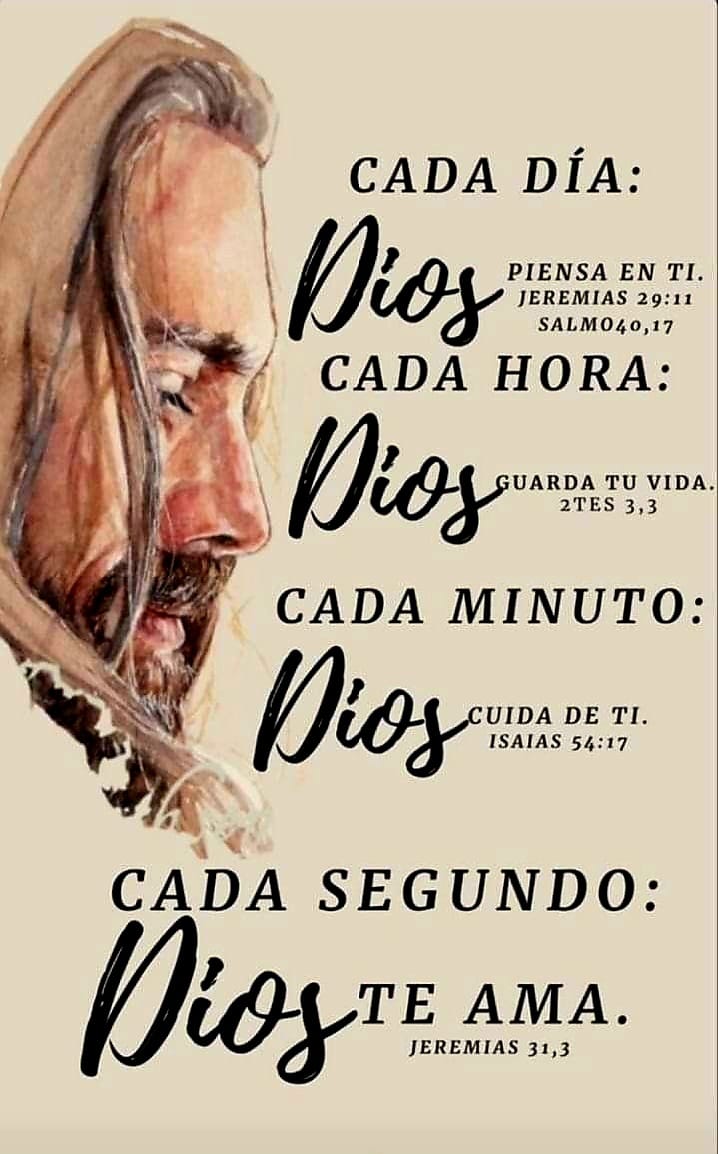 CADA DÍA:
Dios PIENSA EN TI.
JEREMIAS 29:11
SALMO40,17
CADA HORA:
Dios GUARDA TU VIDA.
2TES 3,3
CADA MINUTO:
Dios CUIDA DE TI.
ISAIAS 54:17
CADA SEGUNDO:
Dios TE AMA.
JEREMIAS 31,3